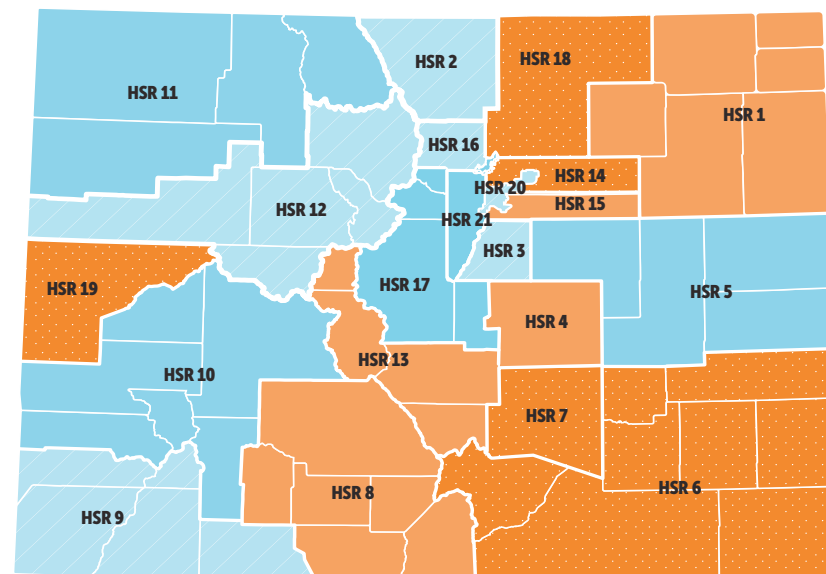 HSR 2
HSR 18
HSR 11
HSR 1
HSR 16
HSR 14
HSR 20
HSR 15
HSR 12
HSR 21
HSR 3
HSR 19
HSR 17
HSR 5
HSR 4
HSR 13
HSR 10
HSR 7
HSR 6
HSR 8
HSR 9